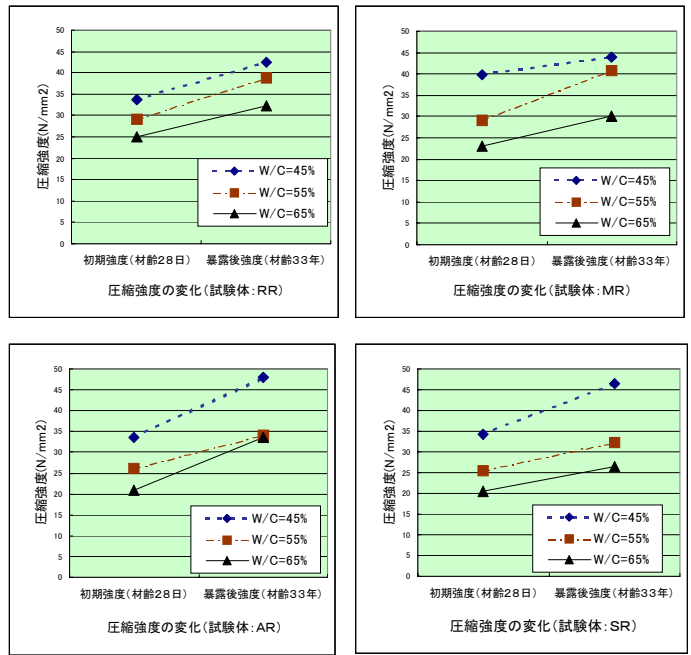 圧縮強度(N/mm2)
50
45
40
35
30
25
20
15
10
5
0
W/C=45%
W/C=55%
W/C=65%
初期強度(材齢28日)
暴露後強度(材齢33年)
圧縮強度の変化(試験体:RR)
圧縮強度(N/mm2)
50
45
40
35
30
25
20
15
10
5
0
W/C=45%
W/C=55%
W/C=65%
初期強度(材齢28日)
暴露後強度(材齢33年)
圧縮強度の変化(試験体:MR)
圧縮強度(N/mm2)
50
45
40
35
30
25
20
15
10
5
0
W/C=45%
W/C=55%
W/C=65%
初期強度(材齢28日)
暴露後強度(材齢33年)
圧縮強度の変化(試験体:AR)
圧縮強度(N/mm2)
50
45
40
35
30
25
20
15
10
5
0
W/C=45%
W/C=55%
W/C=65%
初期強度(材齢28日)
暴露後強度(材齢33年)
圧縮強度の変化(試験体:SR)